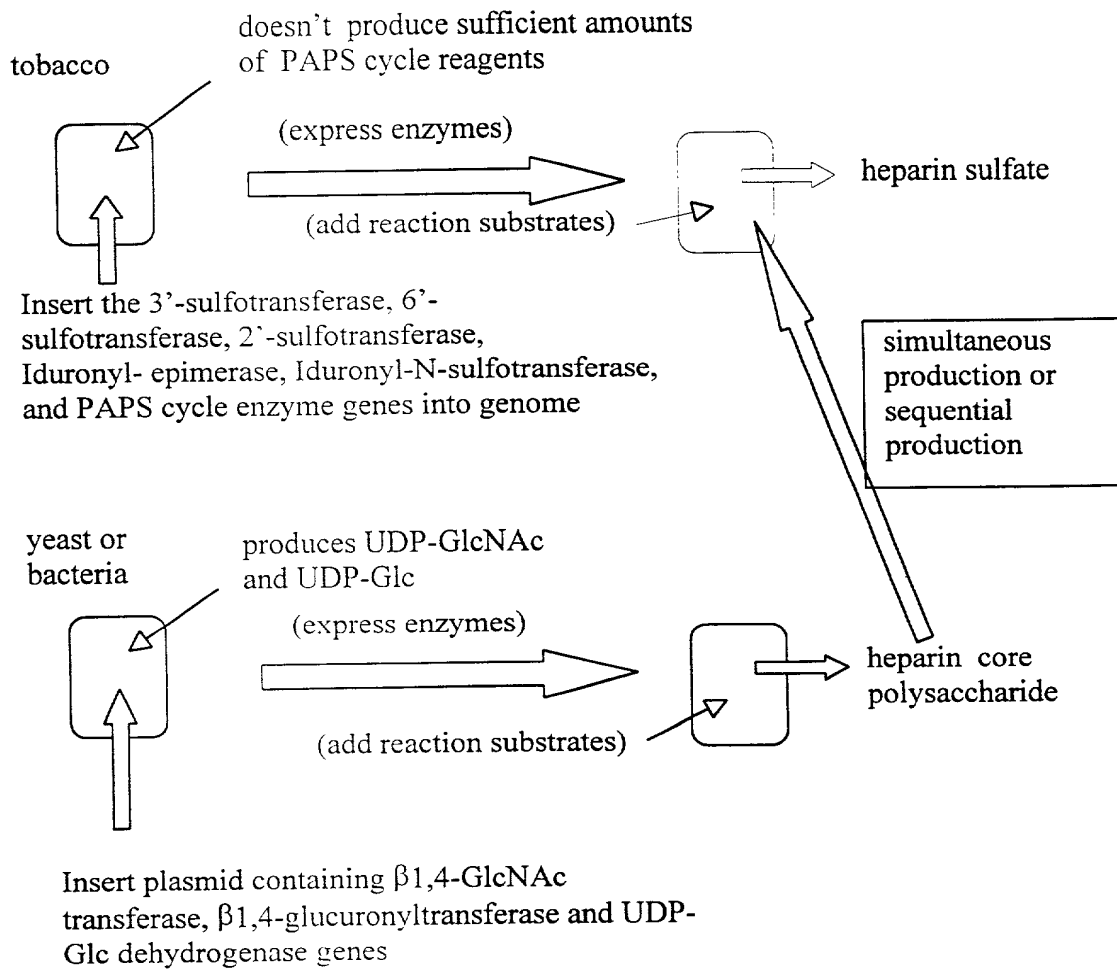 doesn't produce sufficient amounts
of PAPS cycle reagents
tobacco
(express enzymes)
(add reaction substrates)
heparin sulfate
Insert the 3’-sulfotransferase, 6’-
sulfotransferase, 2`-sulfotransferase,
Iduronyl- epimerase, Iduronyl-N-sulfotransferase,
and PAPS cycle enzyme genes into genome
simultaneous
production or
sequential
production
yeast or
bacteria
produces UDP-GlcNAc
and UDP-Glc
(express enzymes)
(add reaction substrates)
heparin core
polysaccharide
Insert plasmid containing β1,4-GlcNAc
transferase, β1,4-glucuronyltransferase and UDP-
Glc dehydrogenase genes